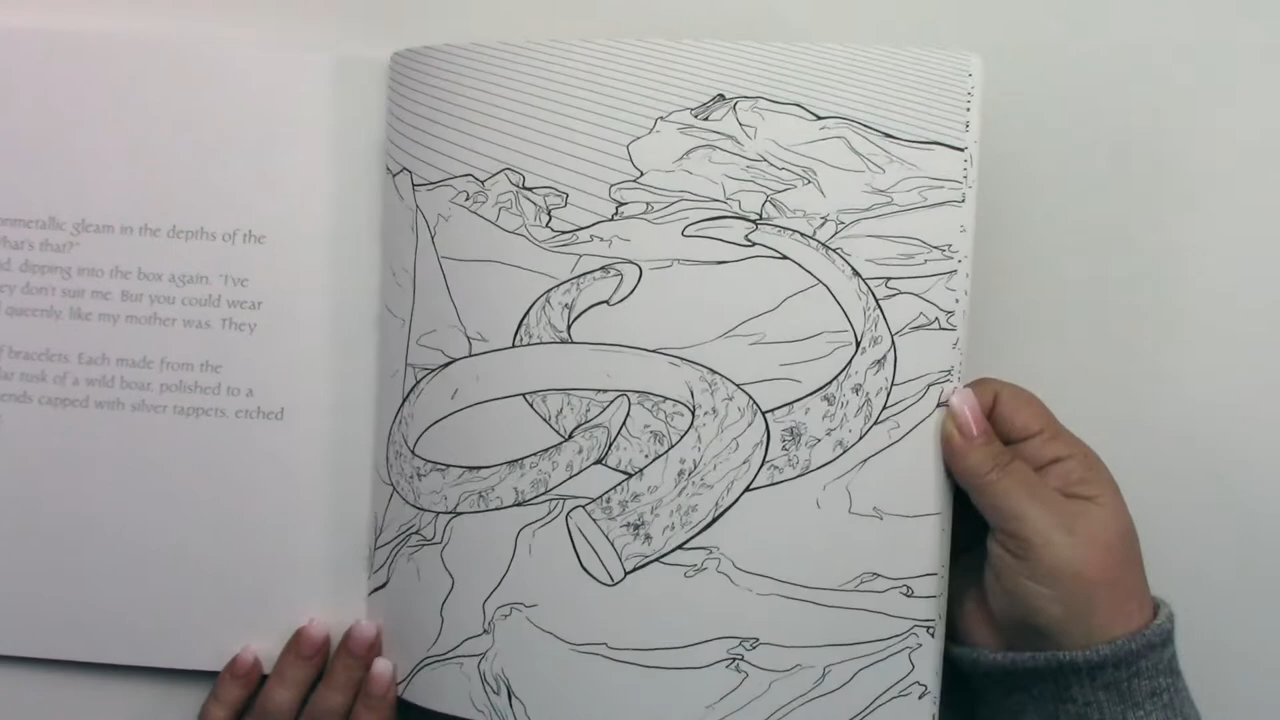 nmetallic gleam in the depths of the
hat's that?"
d, dipping into the box again. "I've
ey don't suit me. But you could wear
queenly, like my mother was. They
f bracelets. Each made from the
lar tusk of a wild boar, polished to a
ends capped with silver tappets, etched